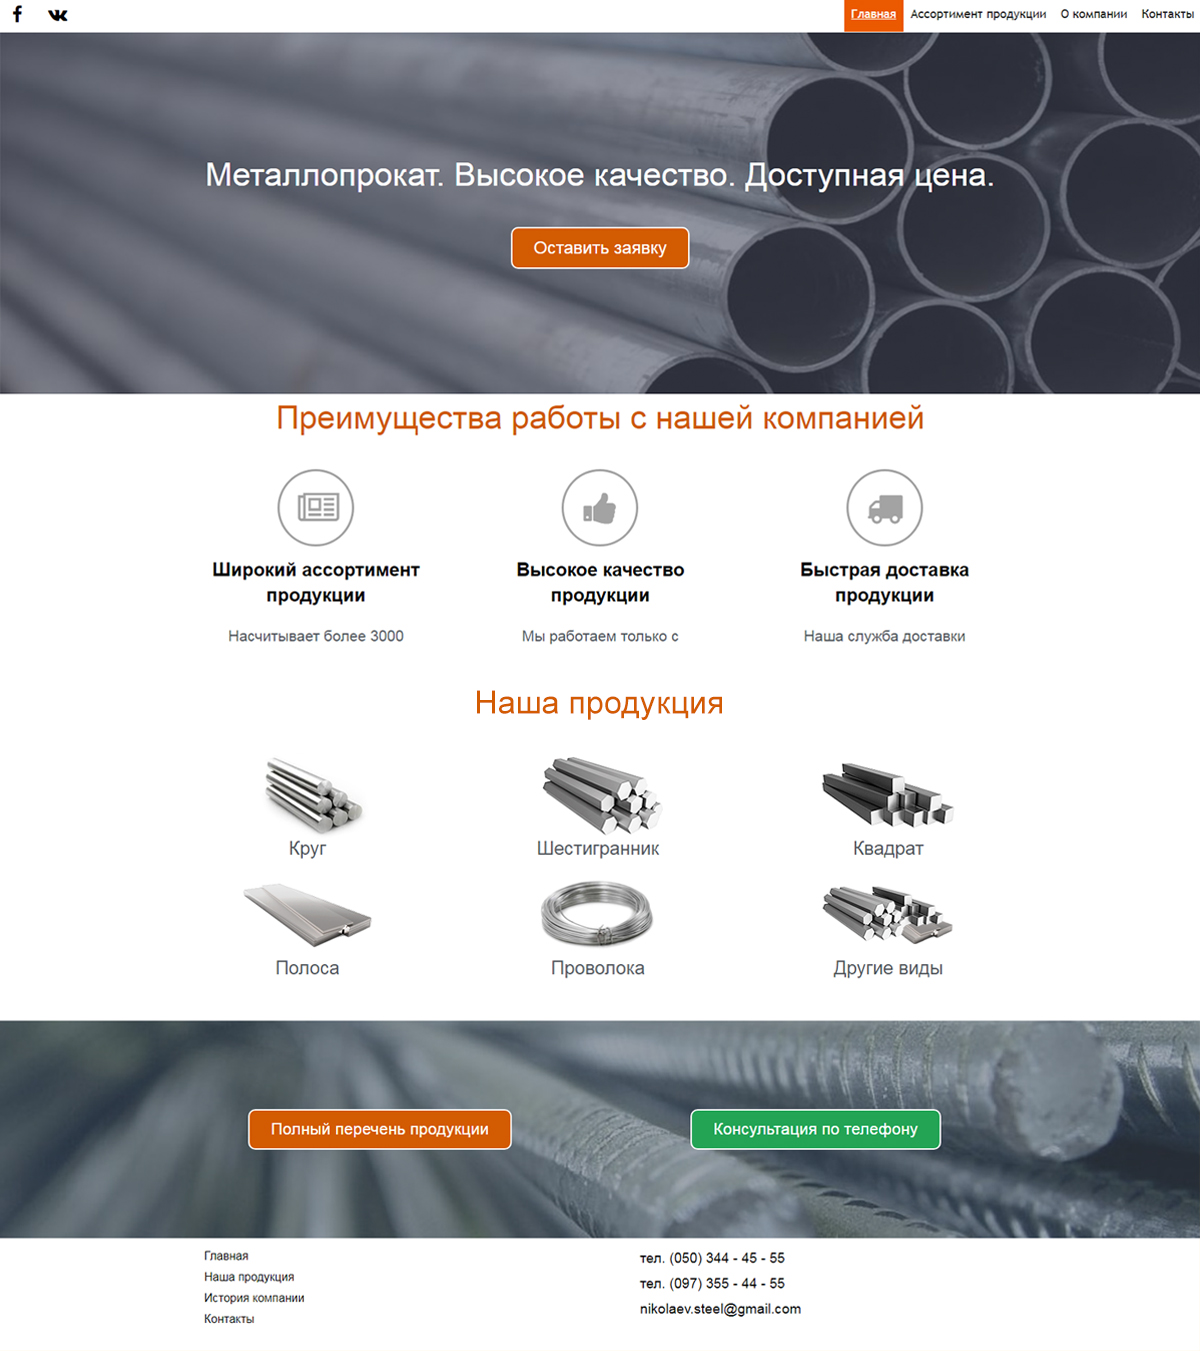 Главная Ассортимент продукции О компании Контакты
Металлопрокат. Высокое качество. Доступная цена.
Оставить заявку
Преимущества работы с нашей компанией
Широкий ассортимент продукции
Насчитывает более 3000
Высокое качество продукции
Мы работаем только с
Быстрая доставка продукции
Наша служба доставки
Наша продукция
Круг
Шестигранник
Квадрат
Полоса
Проволока
Другие виды
Полный перечень продукции
Консультация по телефону
Главная
Наша продукция
История компании
Контакты
тел. (050) 344 - 45 - 55
тел. (097) 355 - 44 - 55
nikolaev.steel@gmail.com